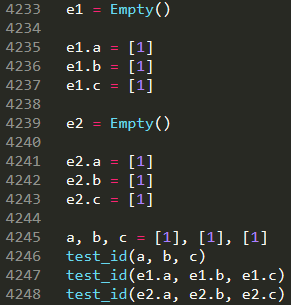 4233 e1 = Empty()
4234
4235 e1.a = [1]
4236 e1.b = [1]
4237 e1.c = [1]
4238
4239 e2 = Empty()
4240
4241 e2.a = [1]
4242 e2.b = [1]
4243 e2.c = [1]
4244
4245 a, b, c = [1], [1], [1]
4246 test_id(a, b, c)
4247 test_id(e1.a, e1.b, e1.c)
4248 test_id(e2.a, e2.b, e2.c)